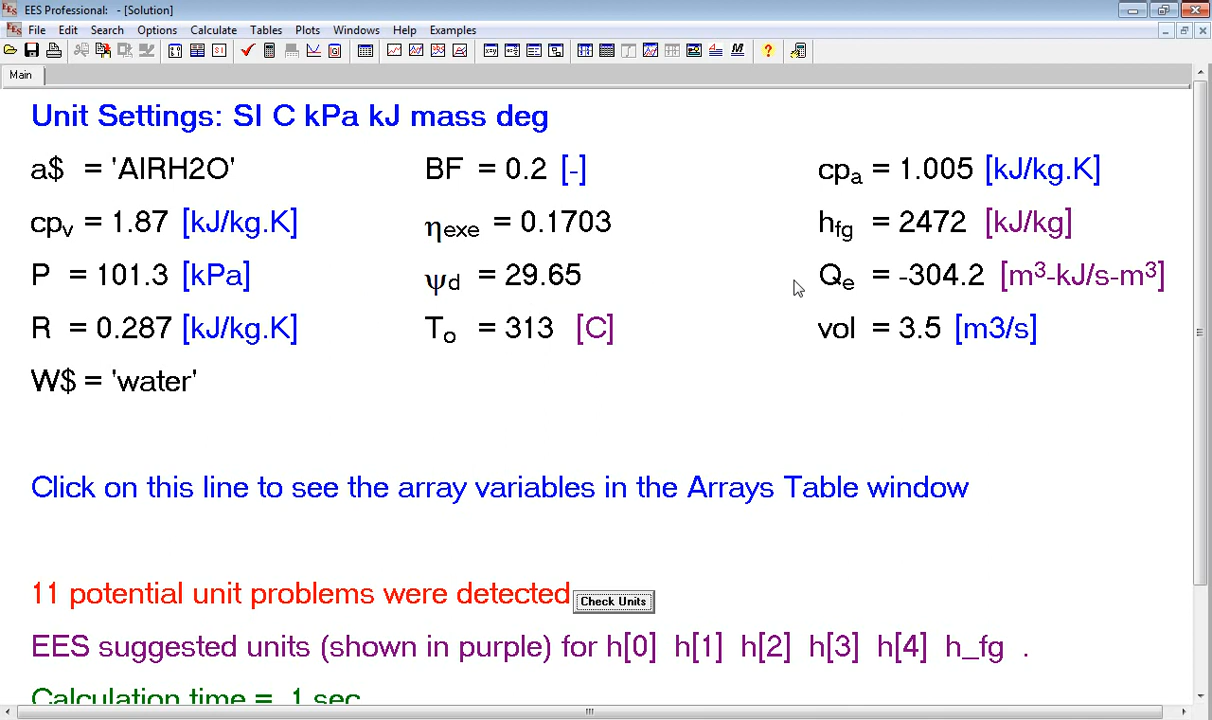 EES Professional:  - [Solution]
File Edit Search Options Calculate Tables Plots Windows Help Examples
Main
Unit Settings: SI C kPa kJ mass deg
a$ = 'AIRH2O' BF = 0.2 [-] cpa = 1.005 [kJ/kg.K]
cpv = 1.87 [kJ/kg.K] ηexe = 0.1703 hfg = 2472 [kJ/kg]
P = 101.3 [kPa] ψd = 29.65 Qe = -304.2 [m3-kJ/s-m3]
R = 0.287 [kJ/kg.K] To = 313 [C] vol = 3.5 [m3/s]
W$ = 'water'
Click on this line to see the array variables in the Arrays Table window
11 potential unit problems were detected Check Units
EES suggested units (shown in purple) for h[0] h[1] h[2] h[3] h[4] h_fg .
Calculation time = .1 sec